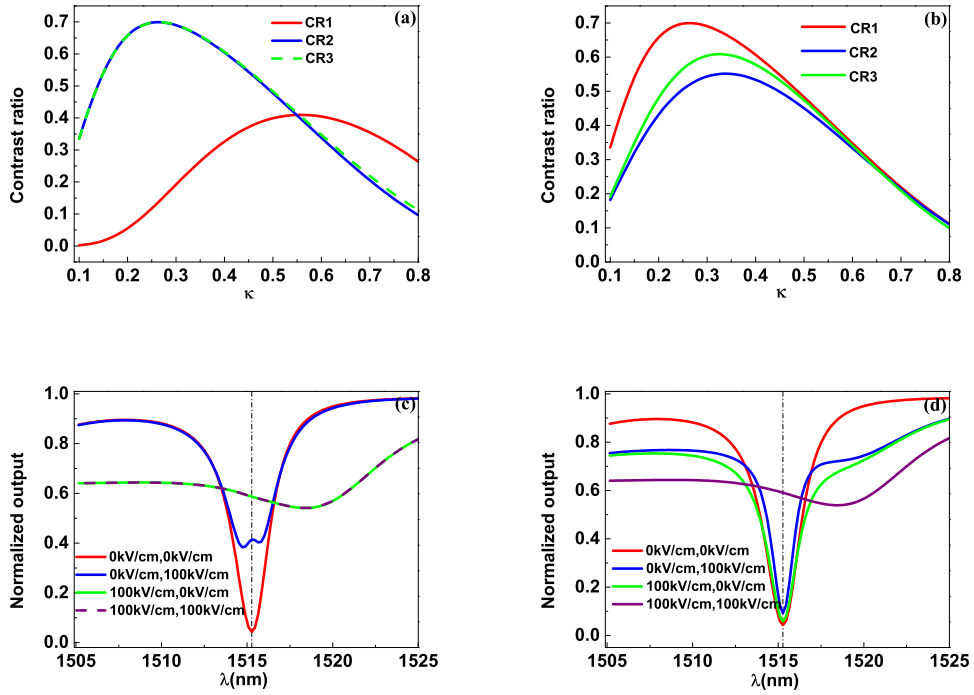 (a)
CR1
CR2
CR3
Contrast ratio
0.7
0.6
0.5
0.4
0.3
0.2
0.1
0.0
0.1 0.2 0.3 0.4 0.5 0.6 0.7 0.8
κ
(b)
CR1
CR2
CR3
Contrast ratio
0.7
0.6
0.5
0.4
0.3
0.2
0.1
0.0
0.1 0.2 0.3 0.4 0.5 0.6 0.7 0.8
κ
(c)
Normalized output
1.0
0.8
0.6
0.4
0.2
0.0
0kV/cm,0kV/cm
0kV/cm,100kV/cm
100kV/cm,0kV/cm
100kV/cm,100kV/cm
1505 1510 1515 1520 1525
λ(nm)
(d)
Normalized output
1.0
0.8
0.6
0.4
0.2
0.0
0kV/cm,0kV/cm
0kV/cm,100kV/cm
100kV/cm,0kV/cm
100kV/cm,100kV/cm
1505 1510 1515 1520 1525
λ(nm)